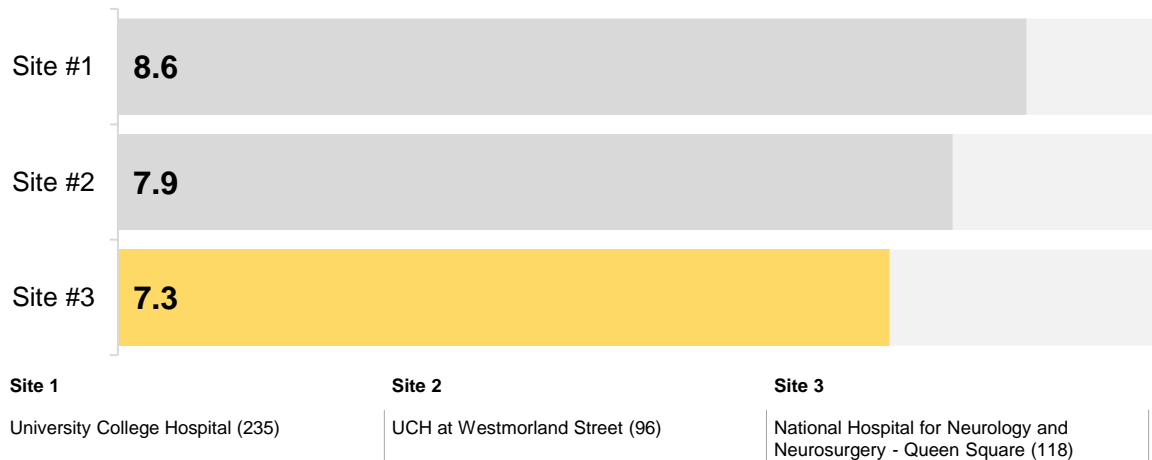 Site #1
8.6
Site #2
7.9
Site #3
7.3
Site 1
Site 2
Site 3
University College Hospital (235)
UCH at Westmorland Street (96)
National Hospital for Neurology and
Neurosurgery - Queen Square (118)